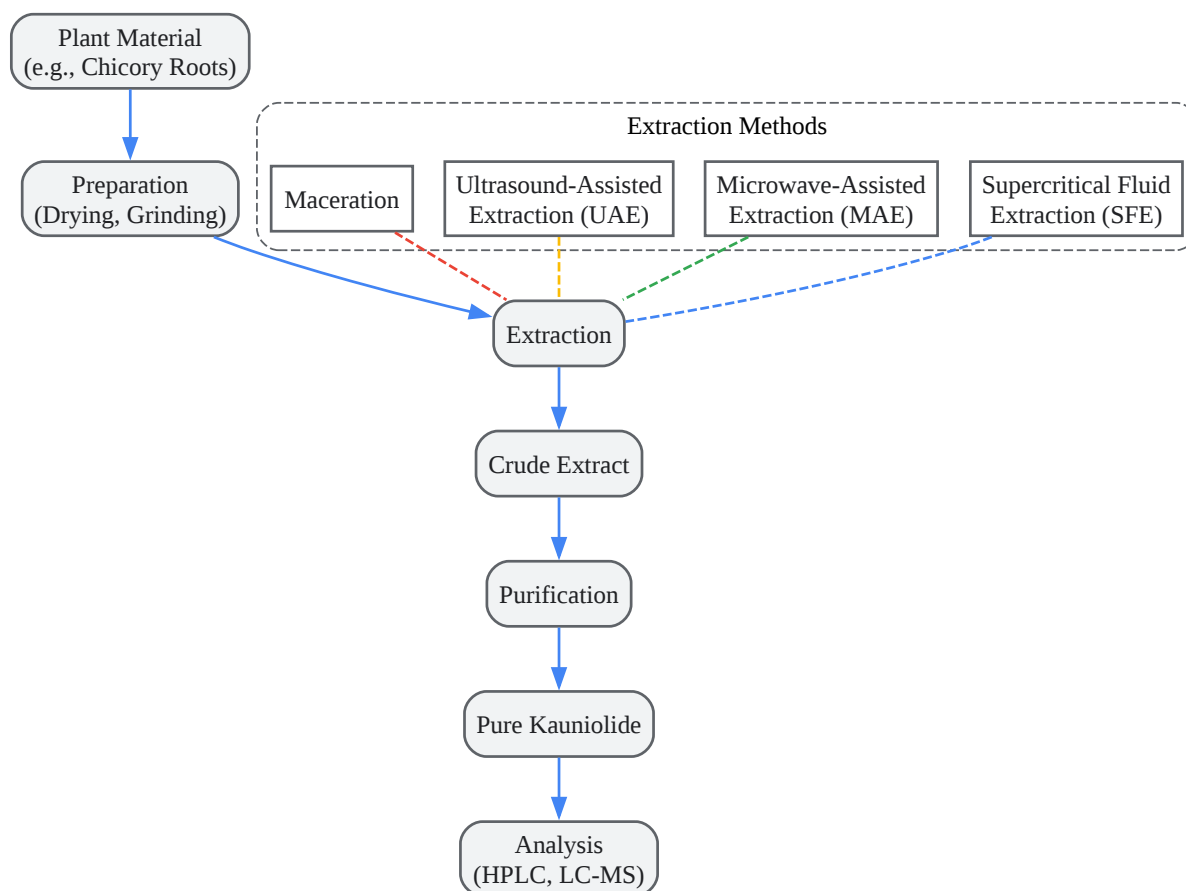 Plant Material
(e.g., Chicory Roots)
Extraction Methods
Preparation
(Drying, Grinding)
Maceration
Ultrasound-Assisted
Extraction (UAE)
Microwave-Assisted
Extraction (MAE)
Supercritical Fluid
Extraction (SFE)
Extraction
Crude Extract
Purification
Pure Kauniolide
Analysis
(HPLC, LC-MS)